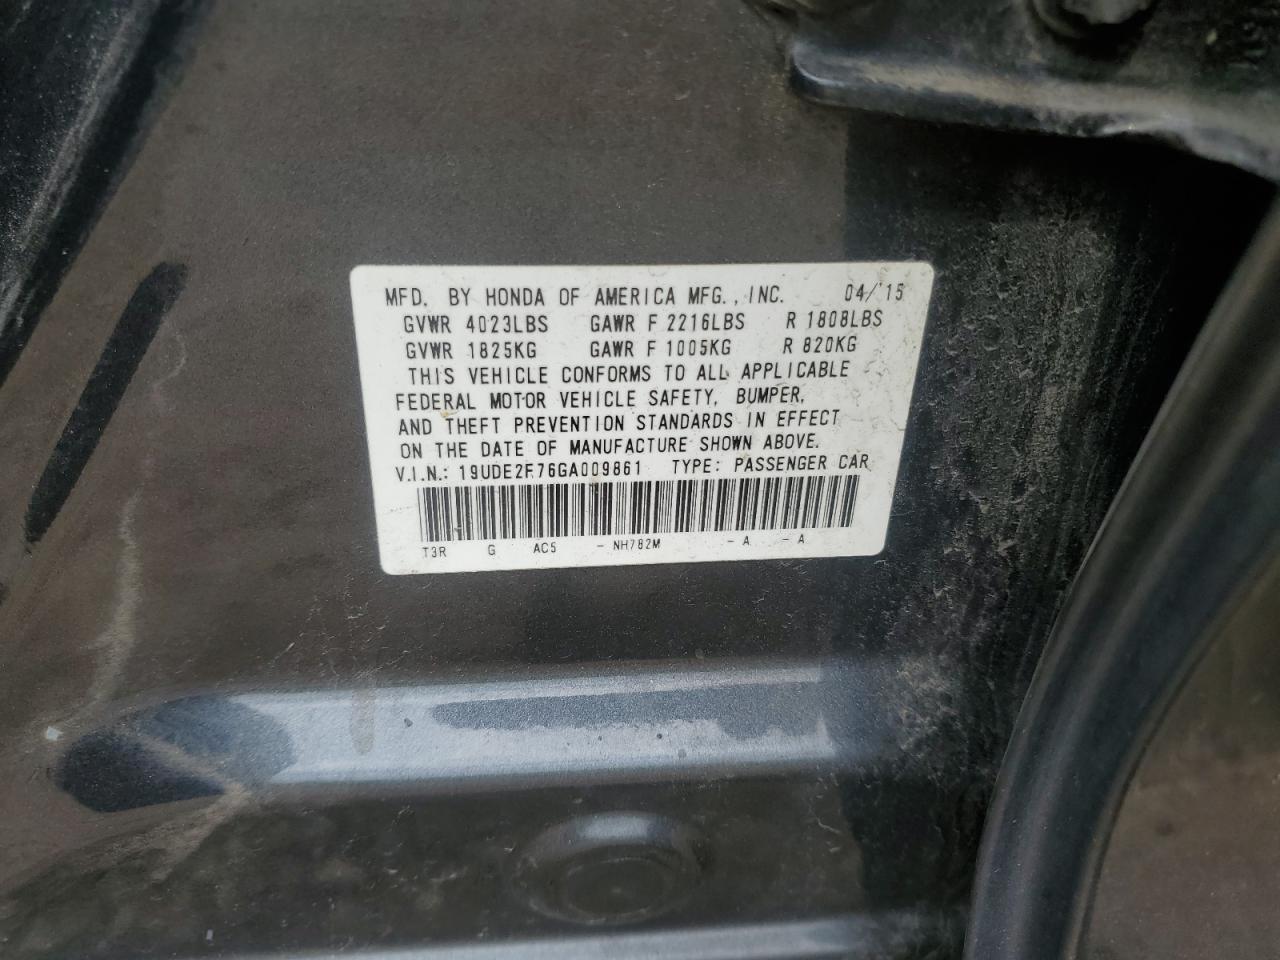 MFD. BY HONDA OF AMERICA MFG., INC. 04/'15
GVWR 4023LBS GAWR F 2216LBS R 1808LBS
GVWR 1825KG GAWR F 1005KG R 820KG
THIS VEHICLE CONFORMS TO ALL APPLICABLE
FEDERAL MOTOR VEHICLE SAFETY, BUMPER,
AND THEFT PREVENTION STANDARDS IN EFFECT
ON THE DATE OF MANUFACTURE SHOWN ABOVE.
V.I.N.: 19UDE2F76GA009861 TYPE: PASSENGER CAR
T3R G AC5 - NH782M - A - A